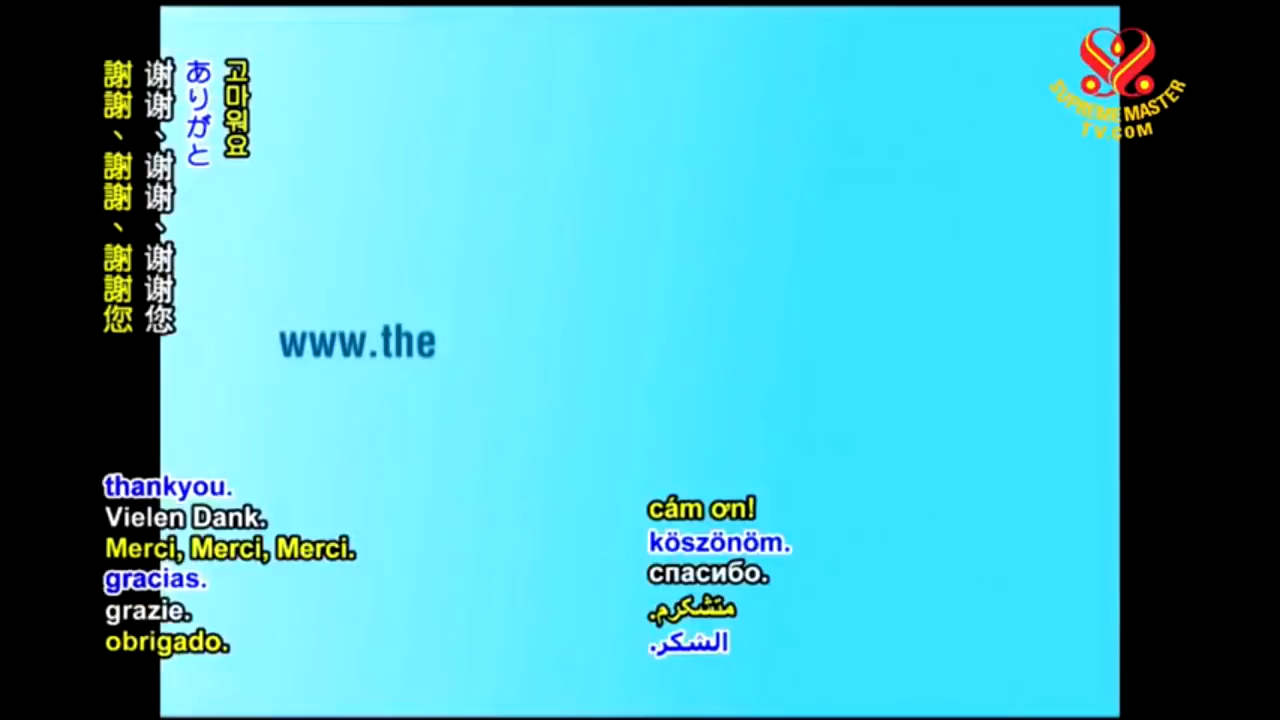 謝謝、謝謝、謝謝您
谢谢、谢谢、谢谢您
ありがと
고마워요
SUPREME MASTER
TV.COM
www.the
thankyou.
Vielen Dank.
Merci, Merci, Merci.
gracias.
grazie.
obrigado.
cám ơn!
köszönöm.
спасибо.
متشکرم.
الشكر.